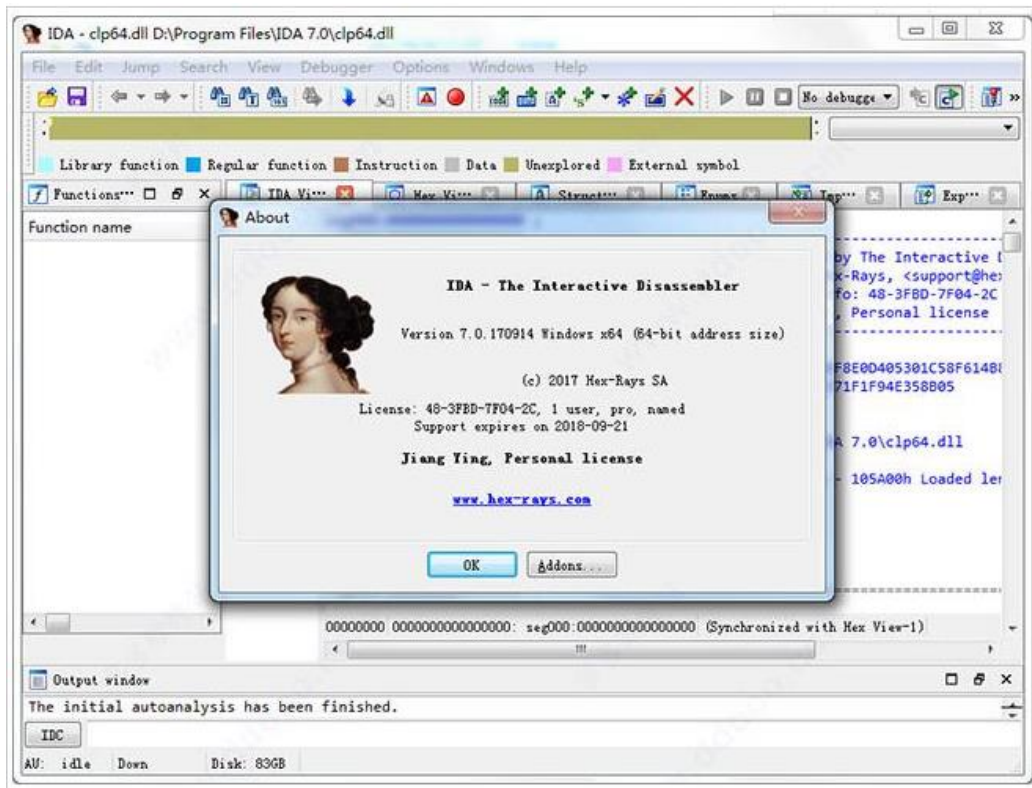 IDA - clp64.dll D:\Program Files\IDA 7.0\clp64.dll
File Edit Jump Search View Debugger Options Windows Help
No debugge
Library function Regular function Instruction Data Unexplored External symbol
Functions··· IDA Vi··· Hex Vi··· Struct··· Enums Imp··· Exp···
Function name
About
by The Interactive
x-Rays, <support@he
fo: 48-3FBD-7F04-2C
, Personal license
IDA - The Interactive Disassembler
Version 7.0.170914 Windows x64 (64-bit address size)
(c) 2017 Hex-Rays SA
License: 48-3FBD-7F04-2C, 1 user, pro, named
Support expires on 2018-09-21
Jiang Ying, Personal license
www.hex-rays.com
OK
Addons...
F8E0D405301C58F614B
71F1F94E358B05
A 7.0\clp64.dll
- 105A00h Loaded ler
00000000 0000000000000000: seg000:0000000000000000 (Synchronized with Hex View-1)
Output window
The initial autoanalysis has been finished.
IDC
AU: idle Down Disk: 83GB